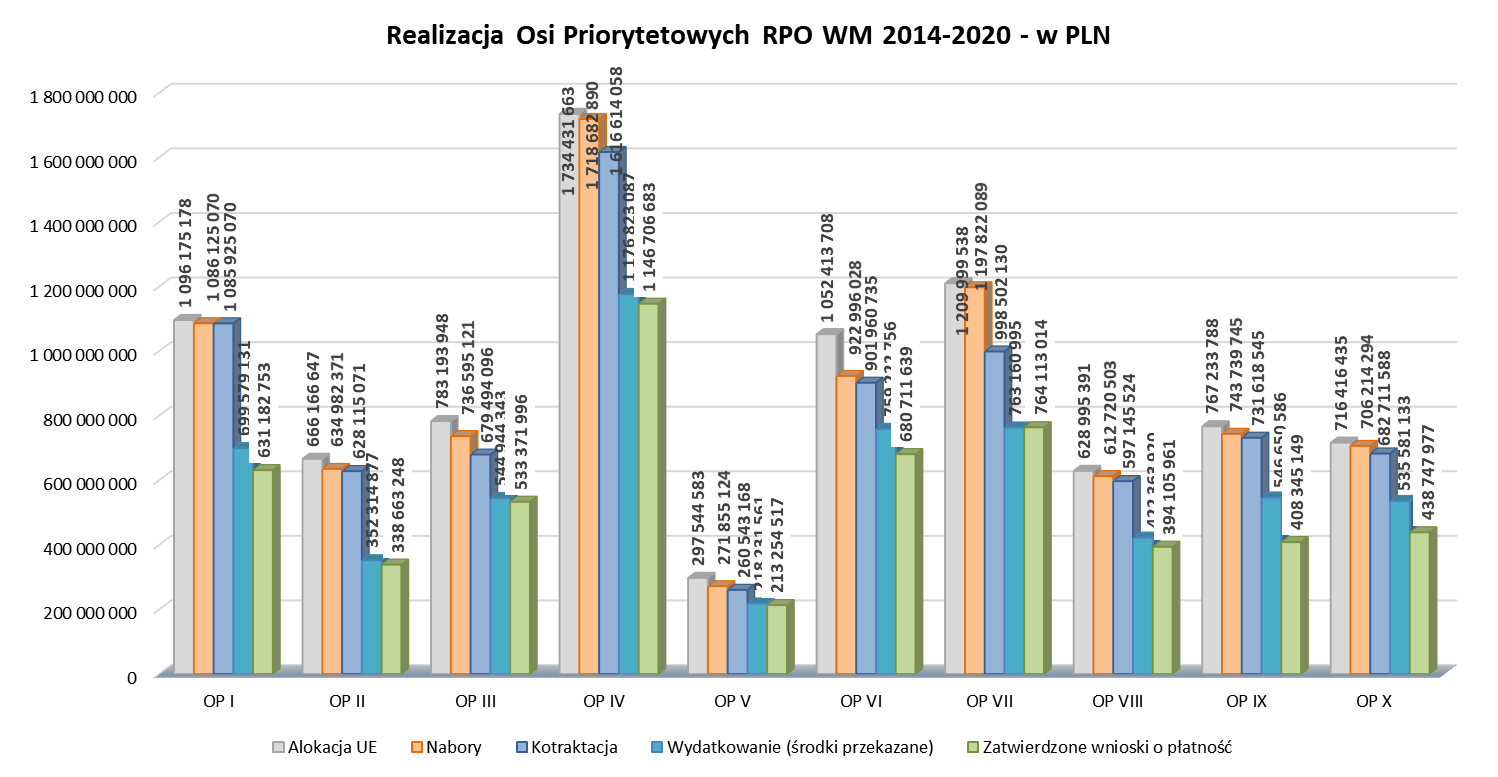 Realizacja Osi Priorytetowych RPO WM 2014-2020 - w PLN
1 800 000 000
1 600 000 000
1 400 000 000
1 200 000 000
1 000 000 000
800 000 000
600 000 000
400 000 000
200 000 000
0
1 096 175 178
1 086 125 070
1 085 925 070
699 579 131
631 182 753
666 166 647
634 982 371
628 115 071
352 314 877
338 663 248
783 193 948
736 595 121
679 494 096
544 944 343
533 371 996
1 734 431 663
1 718 682 890
1 616 614 058
1 176 823 087
1 146 706 683
297 544 583
271 855 124
260 543 168
213 254 517
1 052 413 708
922 996 028
901 960 735
680 711 639
1 209 999 538
1 197 822 089
998 502 130
763 160 995
764 113 014
628 995 391
612 720 503
597 145 524
394 105 961
767 233 788
743 739 745
731 618 545
546 650 586
408 345 149
716 416 435
706 214 294
682 711 588
535 581 133
438 747 977
OP I
OP II
OP III
OP IV
OP V
OP VI
OP VII
OP VIII
OP IX
OP X
Alokacja UE
Nabory
Kotraktacja
Wydatkowanie (środki przekazane)
Zatwierdzone wnioski o płatność